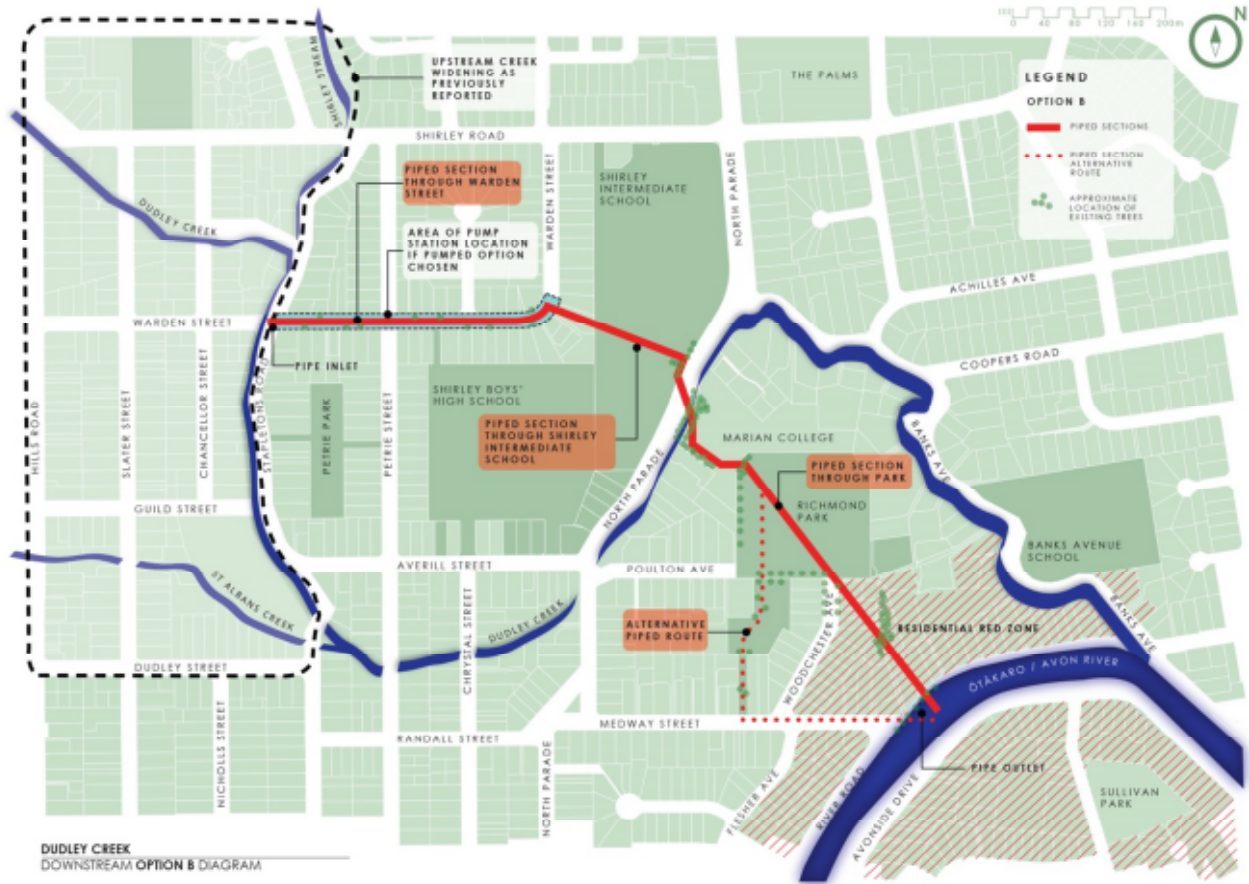 0 40 80 120 160 200m
N
LEGEND
OPTION B
PIPED SECTIONS
PIPED SECTION
ALTERNATIVE
ROUTE
APPROXIMATE
LOCATION OF
EXISTING TREES
SHIRLEY STREAM
UPSTREAM CREEK
WIDENING AS
PREVIOUSLY
REPORTED
THE PALMS
SHIRLEY ROAD
PIPED SECTION
THROUGH WARDEN
STREET
WARDEN STREET
SHIRLEY
INTERMEDIATE
SCHOOL
NORTH PARADE
DUDLEY CREEK
AREA OF PUMP
STATION LOCATION
IF PUMPED OPTION
CHOSEN
ACHILLES AVE
WARDEN STREET
PIPE INLET
COOPERS ROAD
HILLS ROAD
SLATER STREET
CHANCELLOR STREET
STAPLETONS ROAD
PETRIE PARK
PETRIE STREET
SHIRLEY BOYS'
HIGH SCHOOL
PIPED SECTION
THROUGH SHIRLEY
INTERMEDIATE
SCHOOL
MARIAN COLLEGE
BANKS AVE
PIPED SECTION
THROUGH PARK
NORTH PARADE
RICHMOND
PARK
GUILD STREET
BANKS AVENUE
SCHOOL
AVERILL STREET
POULTON AVE
ST ALBANS CREEK
CHRYSTAL STREET
DUDLEY CREEK
ALTERNATIVE
PIPED ROUTE
WOODCHESTER AVE
RESIDENTIAL RED ZONE
BANKS AVE
DUDLEY STREET
ŌTĀKARO / AVON RIVER
MEDWAY STREET
RANDALL STREET
NICHOLLS STREET
NORTH PARADE
FLESHER AVE
RIVER ROAD
AVONSIDE DRIVE
PIPE OUTLET
SULLIVAN
PARK
DUDLEY CREEK
DOWNSTREAM OPTION B DIAGRAM